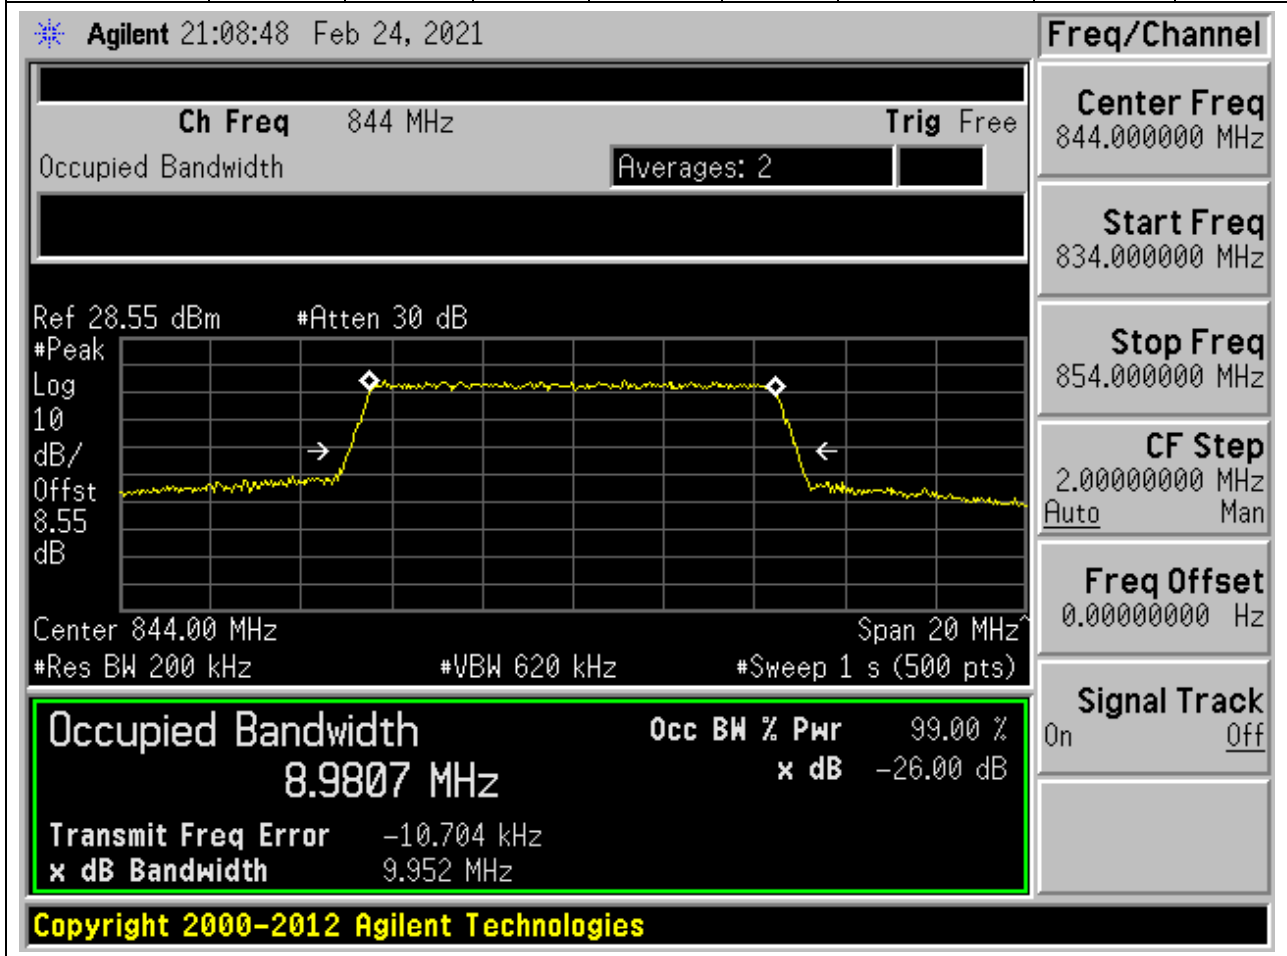 Agilent 21:08:48 Feb 24, 2021
Freq/Channel
Ch Freq 844 MHz Trig Free
Occupied Bandwidth Averages: 2
Center Freq
844.000000 MHz
Start Freq
834.000000 MHz
Stop Freq
854.000000 MHz
CF Step
2.00000000 MHz
Auto Man
Freq Offset
0.00000000 Hz
Signal Track
On Off
Ref 28.55 dBm #Atten 30 dB
#Peak
Log
10
dB/
Offst
8.55
dB
Center 844.00 MHz Span 20 MHz^
#Res BW 200 kHz #VBW 620 kHz #Sweep 1 s (500 pts)
Occupied Bandwidth Occ BW % Pwr 99.00 %
8.9807 MHz x dB -26.00 dB
Transmit Freq Error -10.704 kHz
x dB Bandwidth 9.952 MHz
Copyright 2000-2012 Agilent Technologies